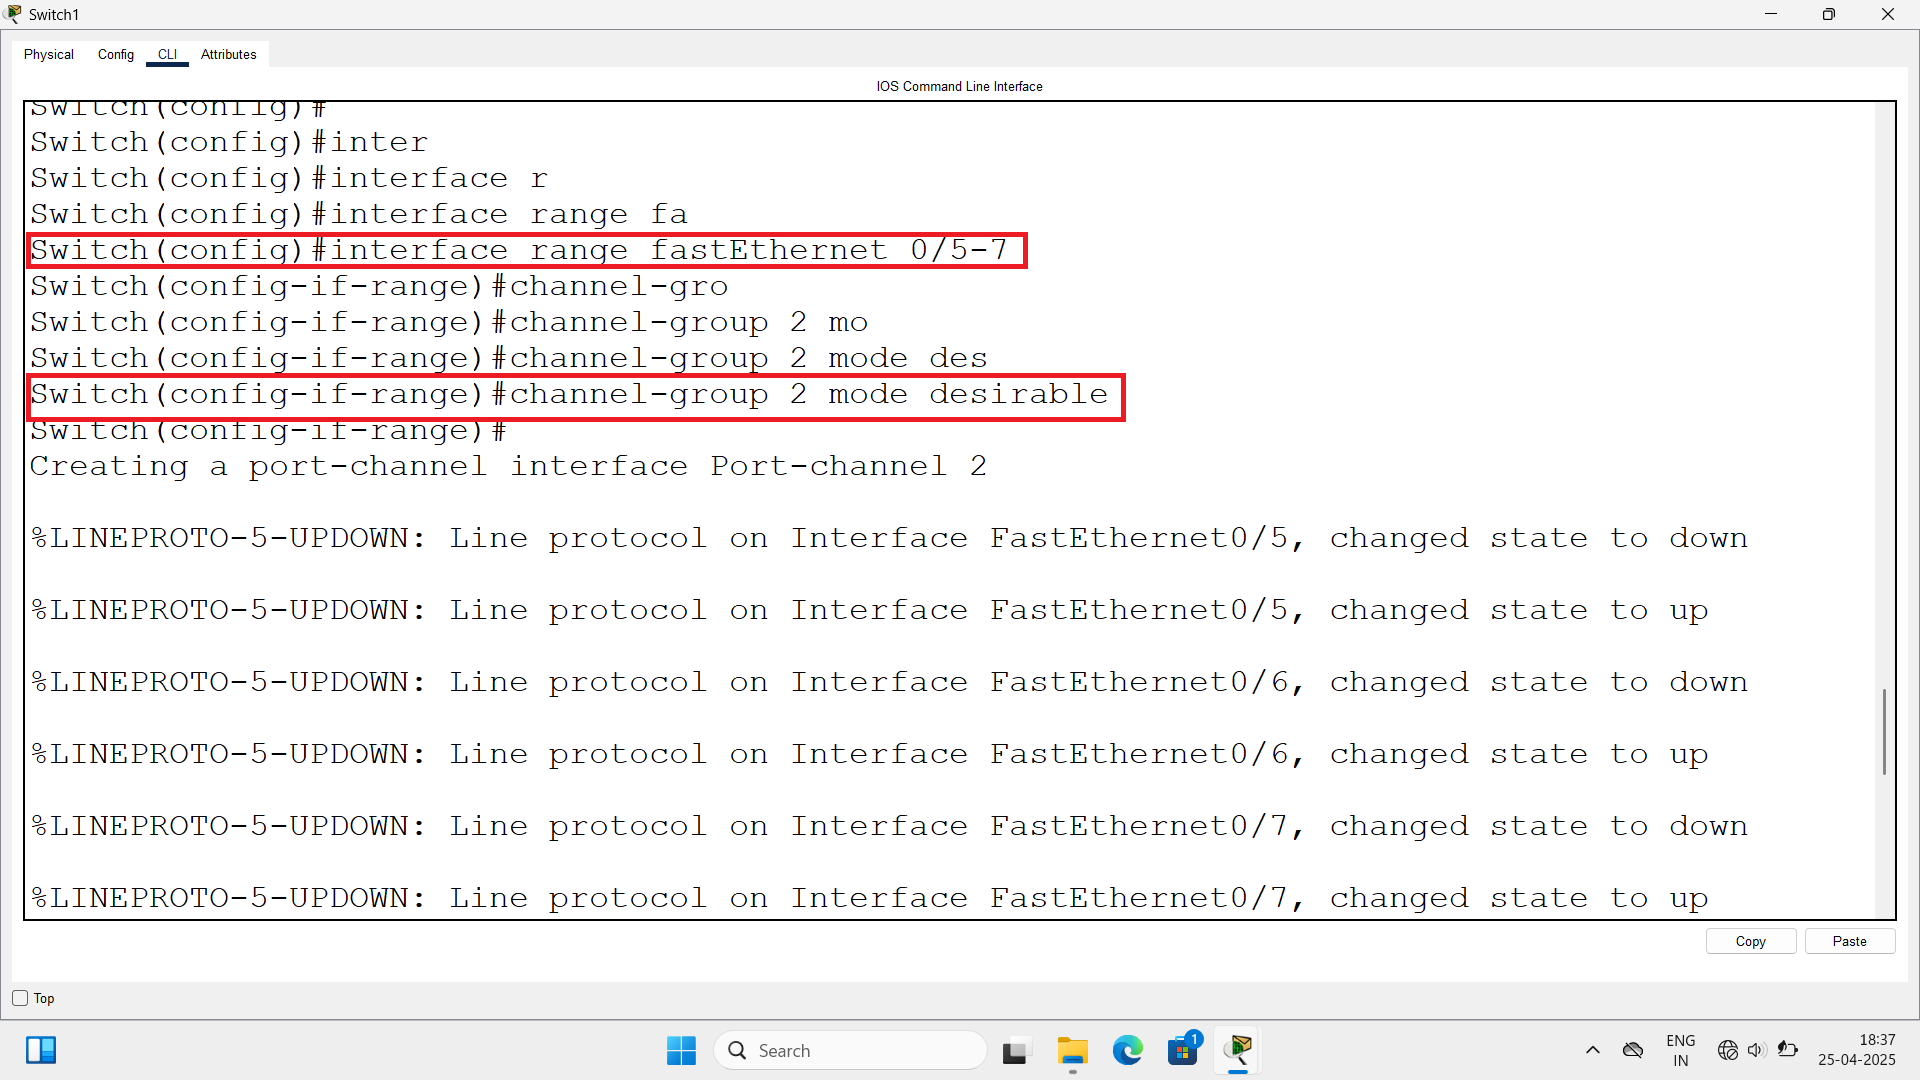 Switch1
Physical Config CLI Attributes
IOS Command Line Interface
Switch(config)#
Switch(config)#inter
Switch(config)#interface r
Switch(config)#interface range fa
Switch(config)#interface range fastEthernet 0/5-7
Switch(config-if-range)#channel-gro
Switch(config-if-range)#channel-group 2 mo
Switch(config-if-range)#channel-group 2 mode des
Switch(config-if-range)#channel-group 2 mode desirable
Switch(config-if-range)#
Creating a port-channel interface Port-channel 2
%LINEPROTO-5-UPDOWN: Line protocol on Interface FastEthernet0/5, changed state to down
%LINEPROTO-5-UPDOWN: Line protocol on Interface FastEthernet0/5, changed state to up
%LINEPROTO-5-UPDOWN: Line protocol on Interface FastEthernet0/6, changed state to down
%LINEPROTO-5-UPDOWN: Line protocol on Interface FastEthernet0/6, changed state to up
%LINEPROTO-5-UPDOWN: Line protocol on Interface FastEthernet0/7, changed state to down
%LINEPROTO-5-UPDOWN: Line protocol on Interface FastEthernet0/7, changed state to up
Copy Paste
Top
Search
1
ENG
IN
18:37
25-04-2025